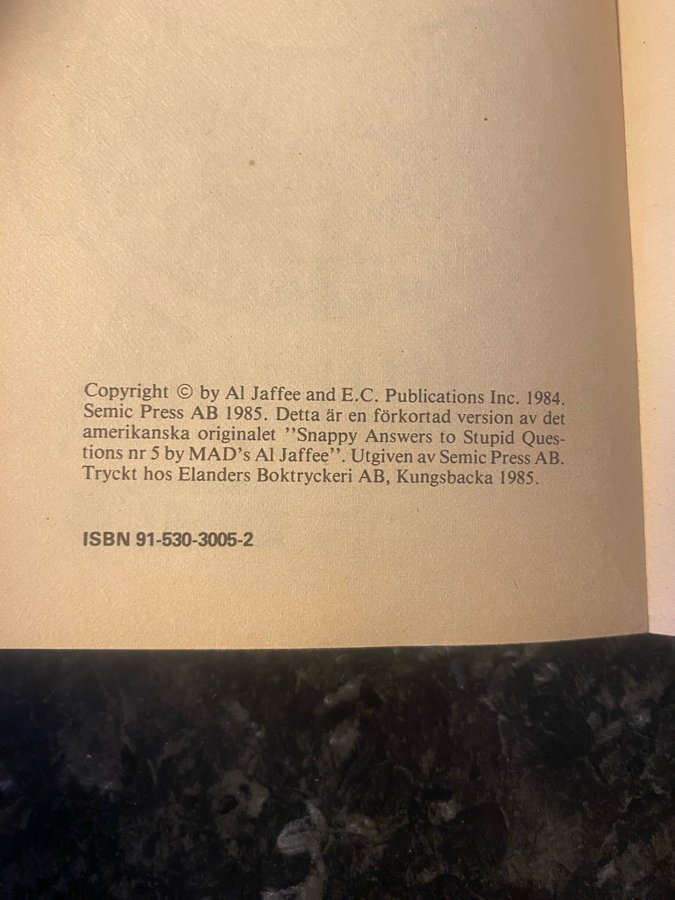 Copyright © by Al Jaffee and E.C. Publications Inc. 1984.
Semic Press AB 1985. Detta är en förkortad version av det
amerikanska originalet ’’Snappy Answers to Stupid Ques-
tions nr 5 by MAD’s Al Jaffee’’. Utgiven av Semic Press AB.
Tryckt hos Elanders Boktryckeri AB, Kungsbacka 1985.
ISBN 91-530-3005-2